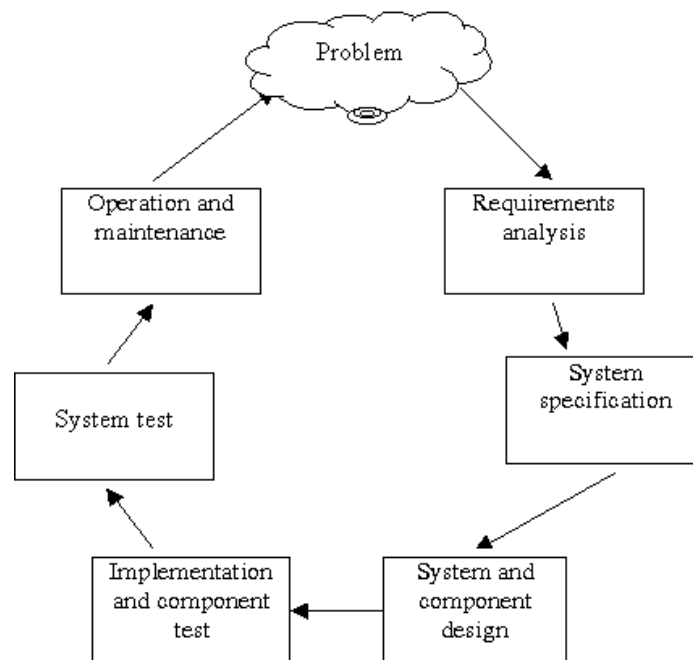 Problem
Requirements
analysis
System
specification
System and
component
design
Implementation
and component
test
System test
Operation and
maintenance